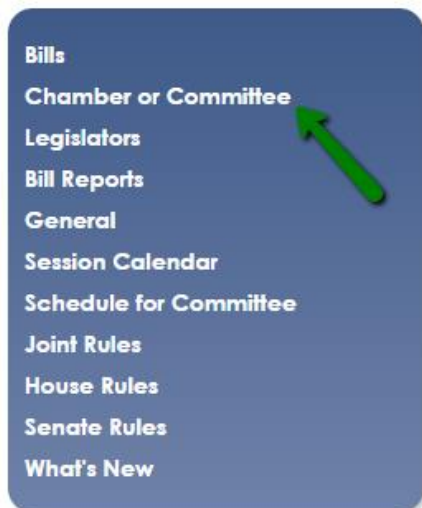 Bills
Chamber or Committee
Legislators
Bill Reports
General
Session Calendar
Schedule for Committee
Joint Rules
House Rules
Senate Rules
What's New